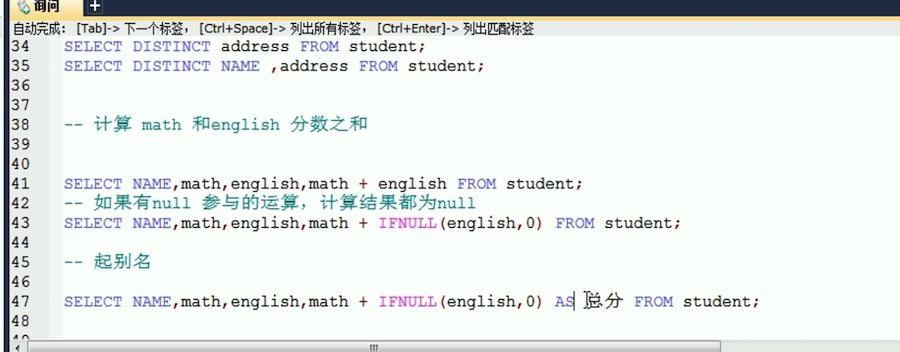 询问
自动完成: [Tab]-> 下一个标签, [Ctrl+Space]-> 列出所有标签, [Ctrl+Enter]-> 列出匹配标签
34 SELECT DISTINCT address FROM student;
35 SELECT DISTINCT NAME ,address FROM student;
36
37
38 -- 计算 math 和english 分数之和
39
40
41 SELECT NAME,math,english,math + english FROM student;
42 -- 如果有null 参与的运算，计算结果都为null
43 SELECT NAME,math,english,math + IFNULL(english,0) FROM student;
44
45 -- 起别名
46
47 SELECT NAME,math,english,math + IFNULL(english,0) AS 总分 FROM student;
48